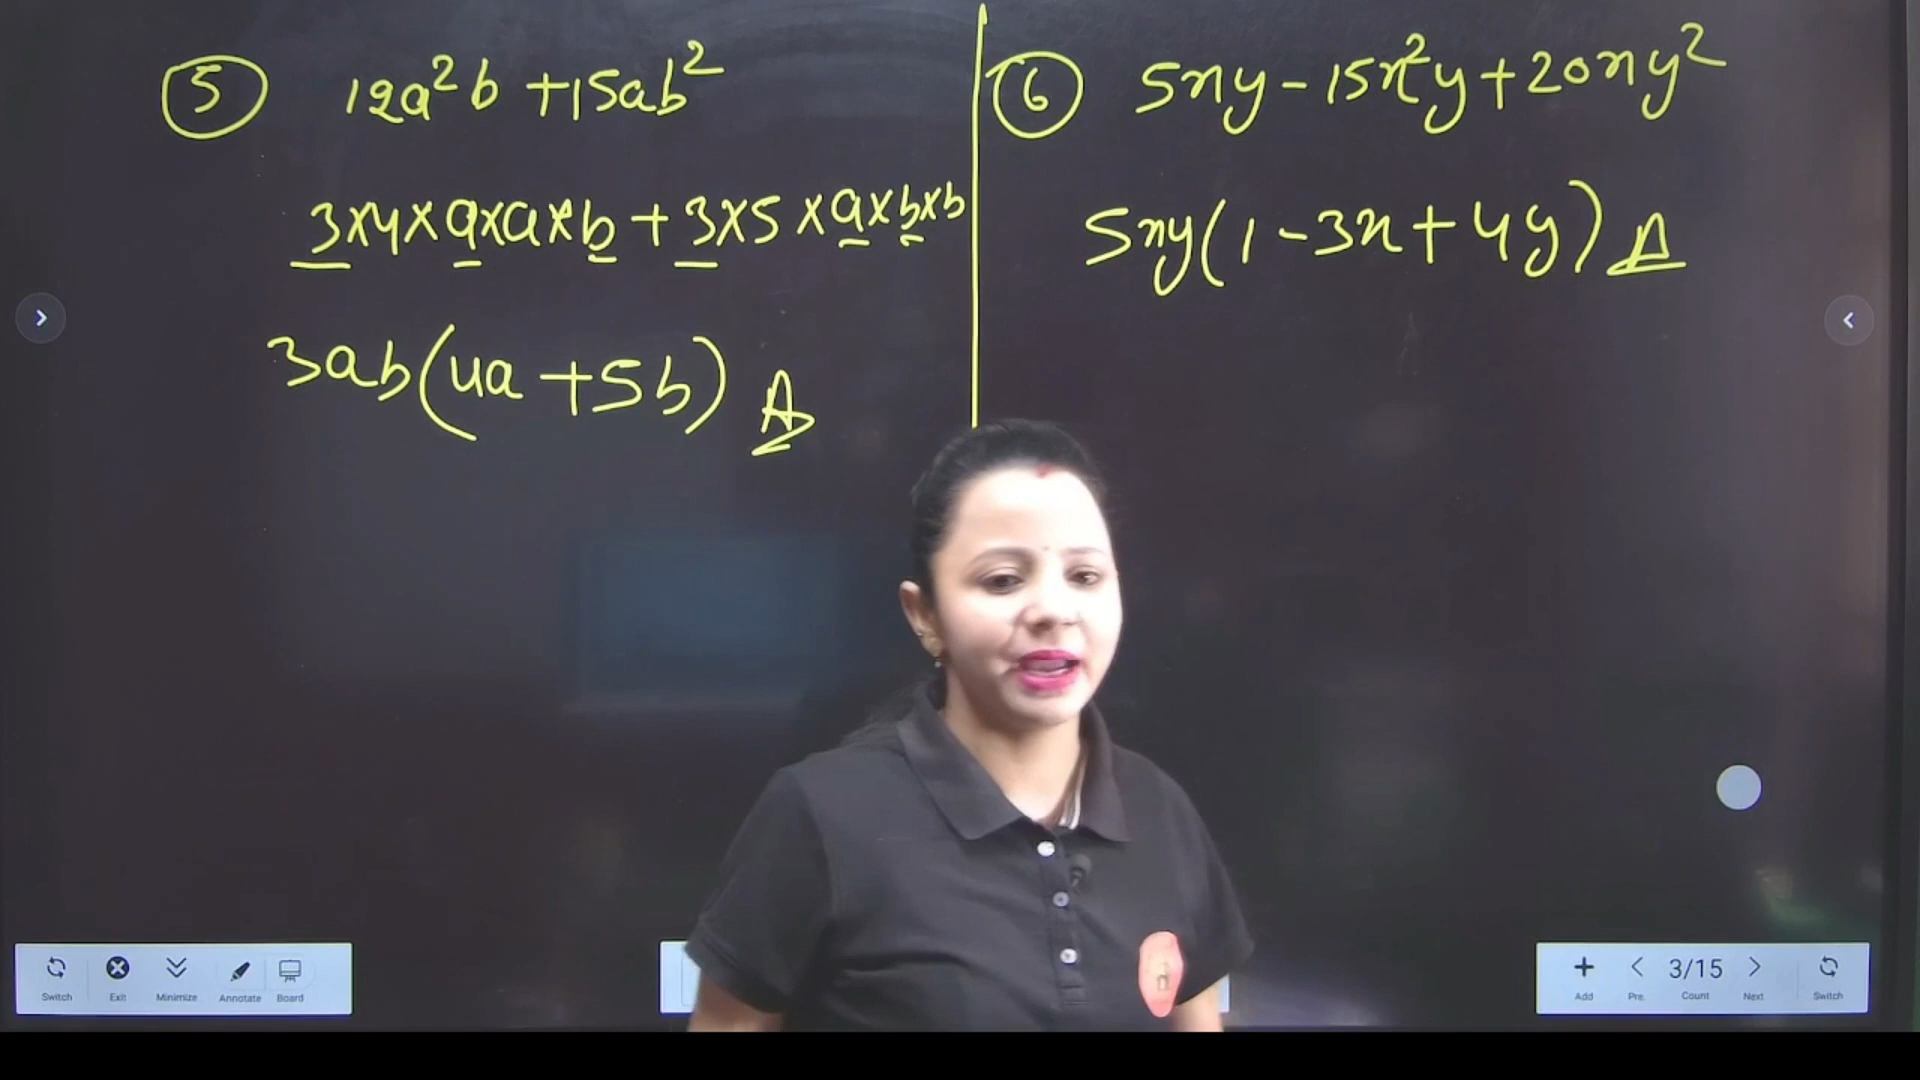 5 12a²b + 15ab²
3×4×a×a×b + 3×5×a×b×b
3ab(4a + 5b) A
6 5xy - 15x²y + 20xy²
5xy(1 - 3x + 4y) A
Switch Exit Minimize Annotate Board
3/15
Add Pre. Count Next Switch